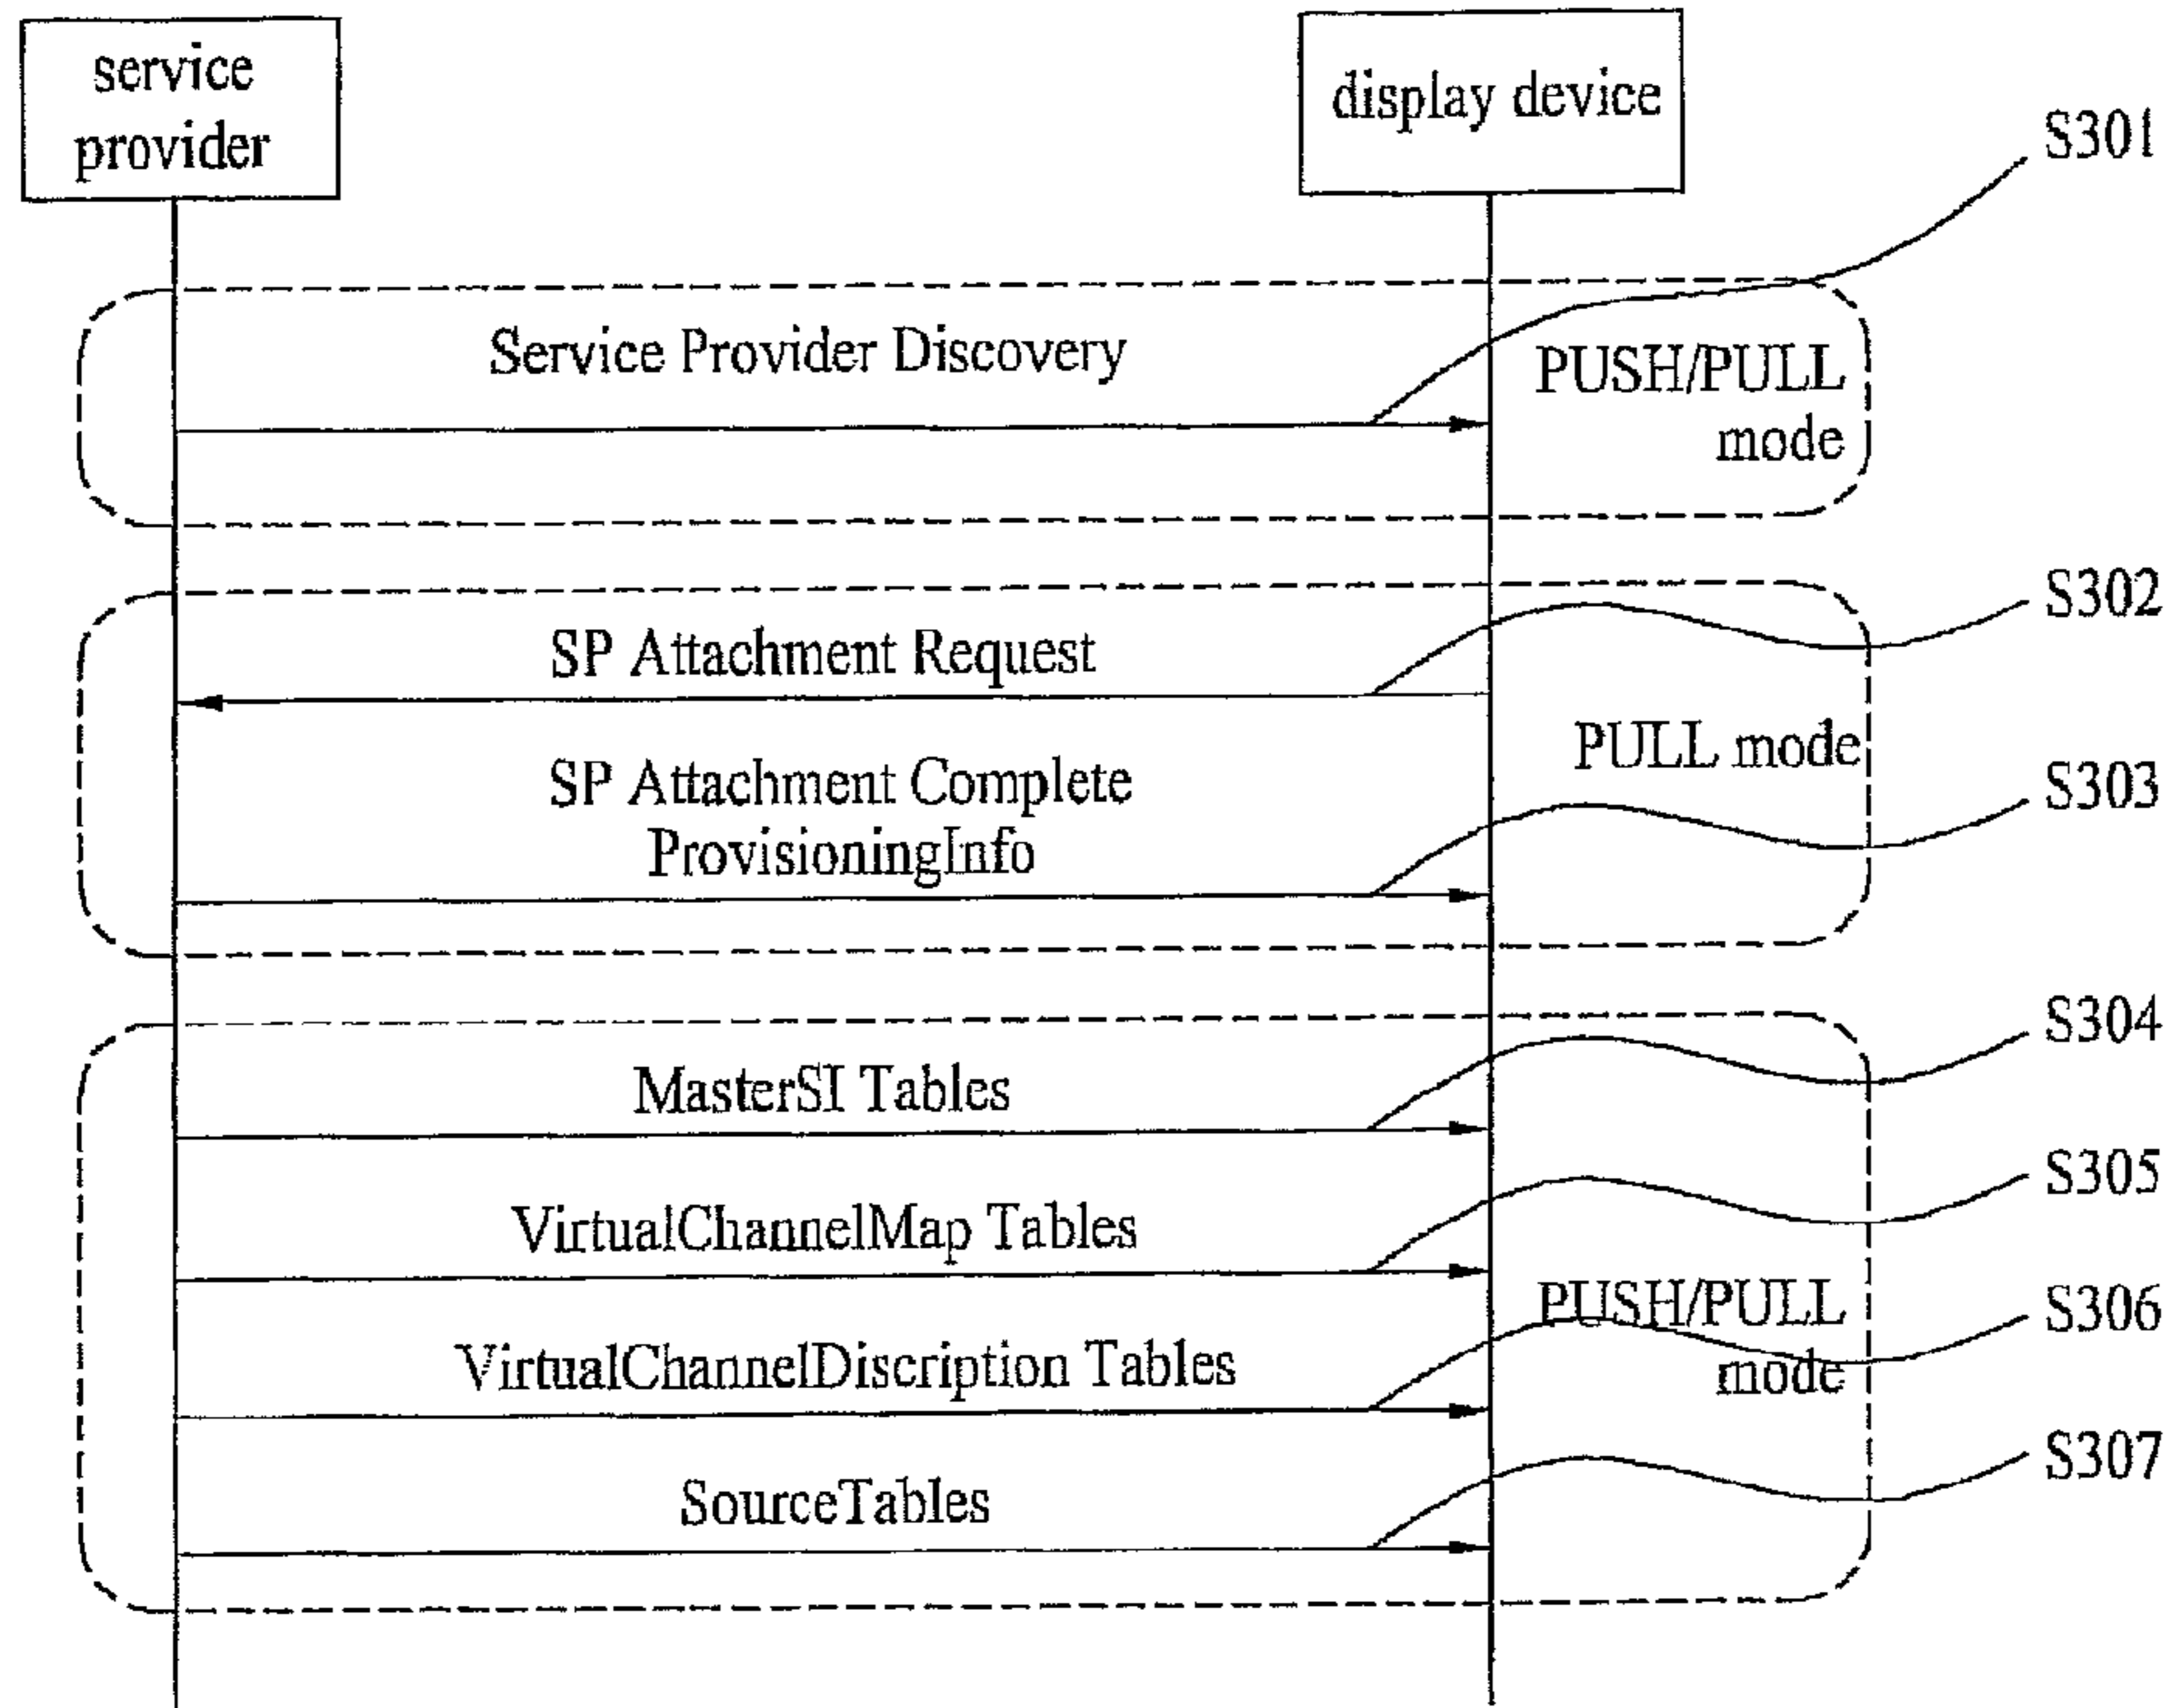 service
provider
display device
S301
Service Provider Discovery
PUSH/PULL
mode
S302
SP Attachment Request
PULL mode
SP Attachment Complete
ProvisioningInfo
S303
S304
MasterSI Tables
S305
VirtualChannelMap Tables
PUSH/PULL
mode
S306
VirtualChannelDiscription Tables
S307
SourceTables